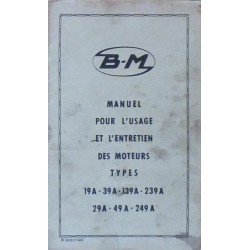 B-M
MANUEL
POUR L'USAGE
ET L'ENTRETIEN
DES MOTEURS
TYPES
19A - 39A - 139A - 239A
29A - 49A - 249A